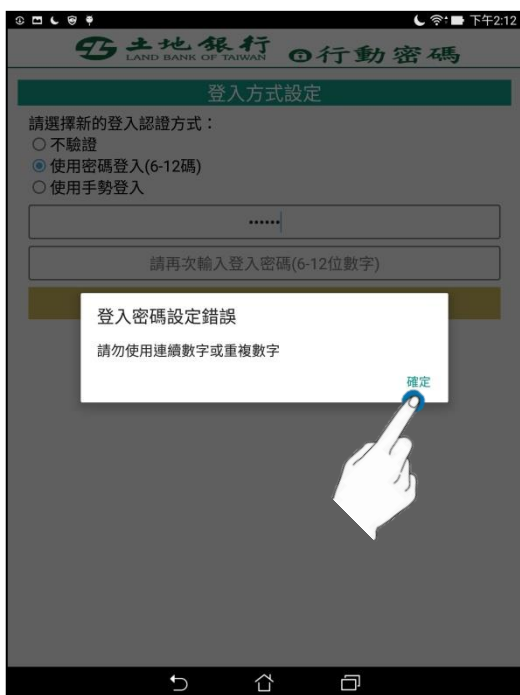 下午2:12
土地銀行
LAND BANK OF TAIWAN
行動密碼
登入方式設定
請選擇新的登入認證方式：
不驗證
使用密碼登入(6-12碼)
使用手勢登入
••••••
請再次輸入登入密碼(6-12位數字)
登入密碼設定錯誤
請勿使用連續數字或重複數字
確定